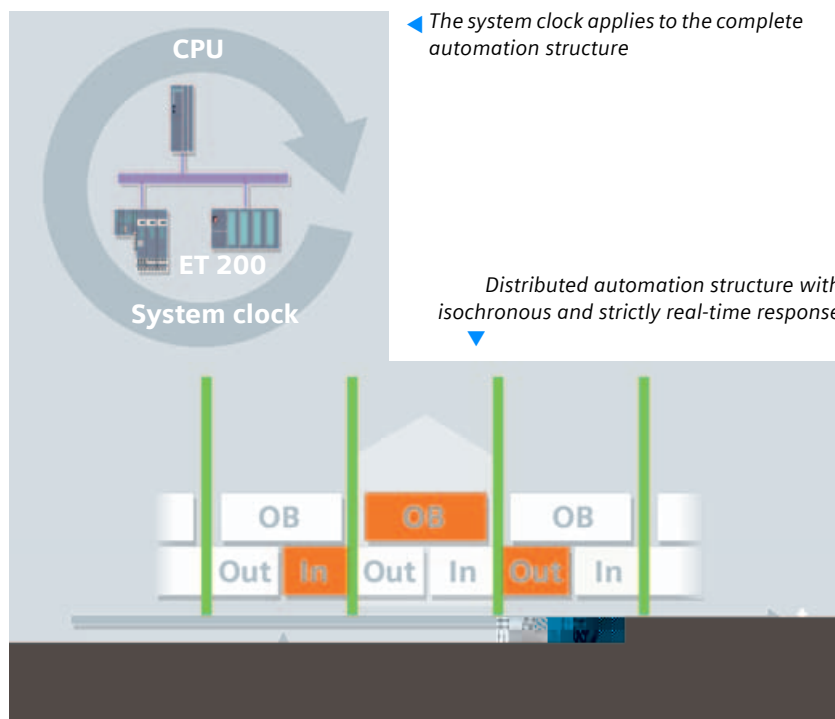 CPU
ET 200
System clock
The system clock applies to the complete
automation structure
Distributed automation structure with
isochronous and strictly real-time response
OB
OB
OB
Out
In
Out
In
Out
In